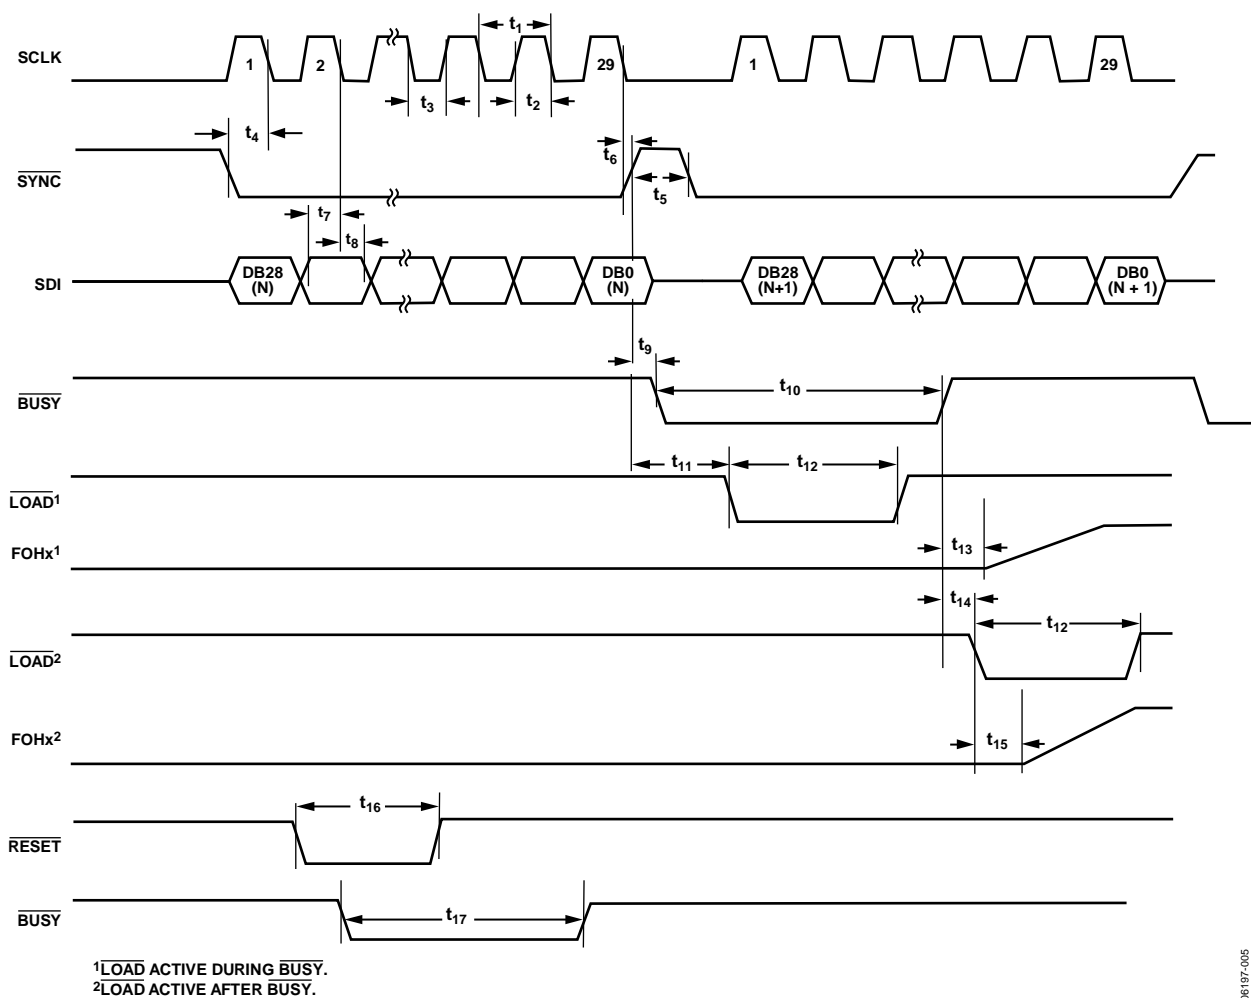 t1
SCLK
1
2
29
1
29
t3
t2
t4
t6
SYNC
t5
t7
t8
SDI
DB28
(N)
DB0
(N)
DB28
(N+1)
DB0
(N + 1)
t9
BUSY
t10
t11
t12
LOAD1
FOHx1
t13
t14
t12
LOAD2
FOHx2
t15
t16
RESET
BUSY
t17
1LOAD ACTIVE DURING BUSY.
2LOAD ACTIVE AFTER BUSY.
06197-005